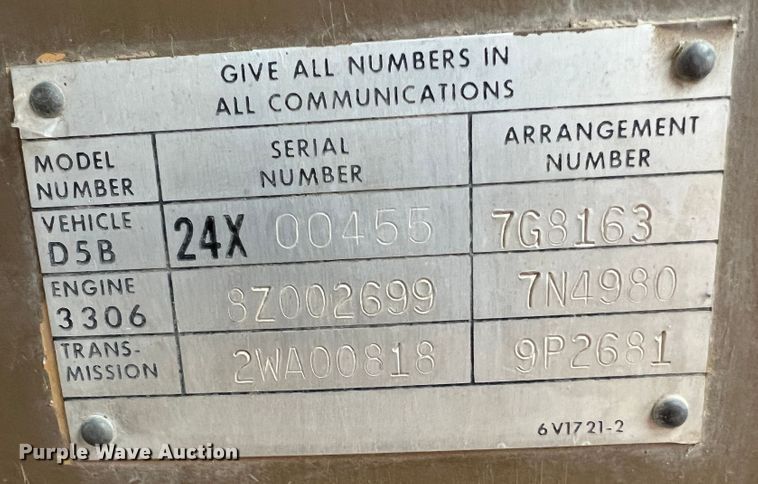 GIVE ALL NUMBERS IN
ALL COMMUNICATIONS
MODEL
NUMBER
SERIAL
NUMBER
ARRANGEMENT
NUMBER
VEHICLE
D5B
24X 00455
7G8163
ENGINE
3306
8Z002699
7N4980
TRANS-
MISSION
2WA00818
9P2681
6V1721-2
Purple Wave Auction